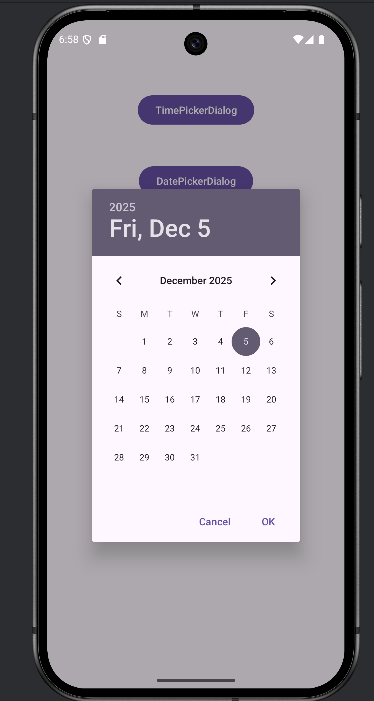 6:58
TimePickerDialog
DatePickerDialog
2025
Fri, Dec 5
December 2025
S M T W T F S
1 2 3 4 5 6
7 8 9 10 11 12 13
14 15 16 17 18 19 20
21 22 23 24 25 26 27
28 29 30 31
Cancel OK